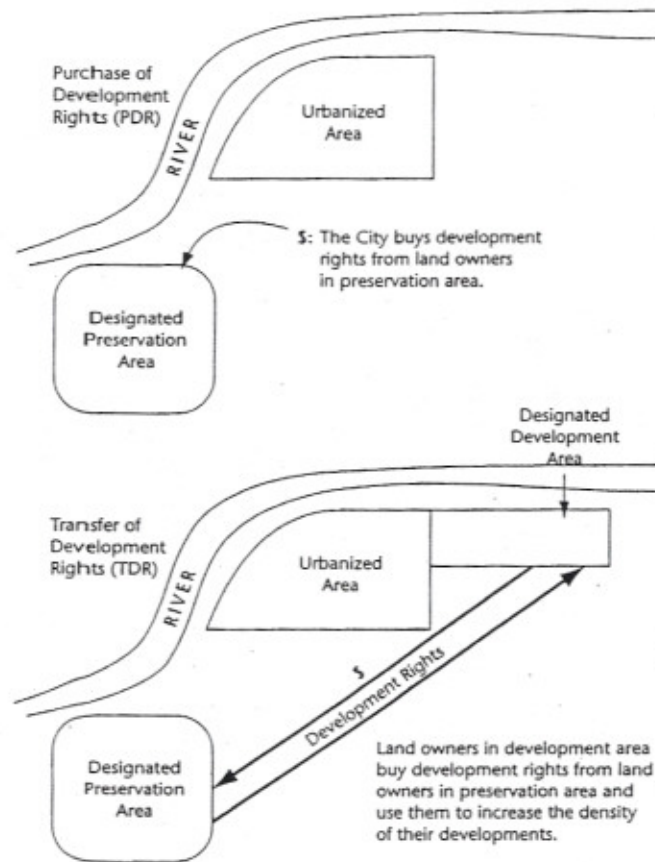 Purchase of
Development
Rights (PDR)
RIVER
Urbanized
Area
$: The City buys development
rights from land owners
in preservation area.
Designated
Preservation
Area
Designated
Development
Area
Transfer of
Development
Rights (TDR)
RIVER
Urbanized
Area
$
Development Rights
Designated
Preservation
Area
Land owners in development area
buy development rights from land
owners in preservation area and
use them to increase the density
of their developments.